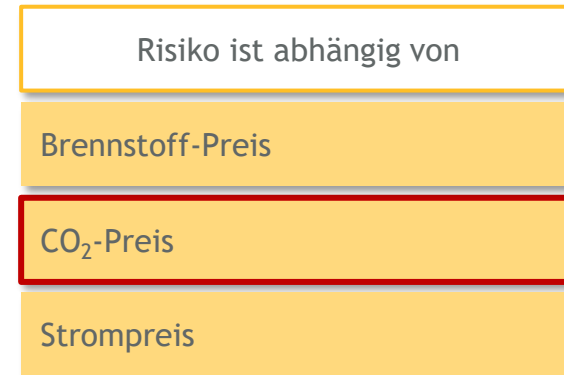 Risiko ist abhängig von
Brennstoff-Preis
CO₂-Preis
Strompreis